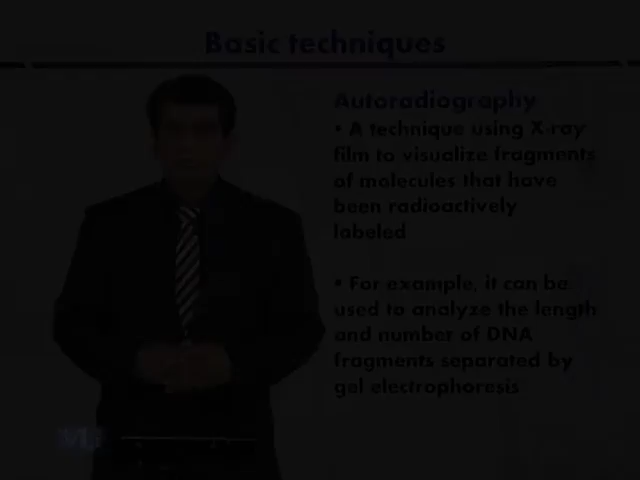 Basic techniques
Autoradiography
• A technique using X-ray
film to visualize fragments
of molecules that have
been radioactively
labeled
• For example, it can be
used to analyze the length
and number of DNA
fragments separated by
gel electrophoresis